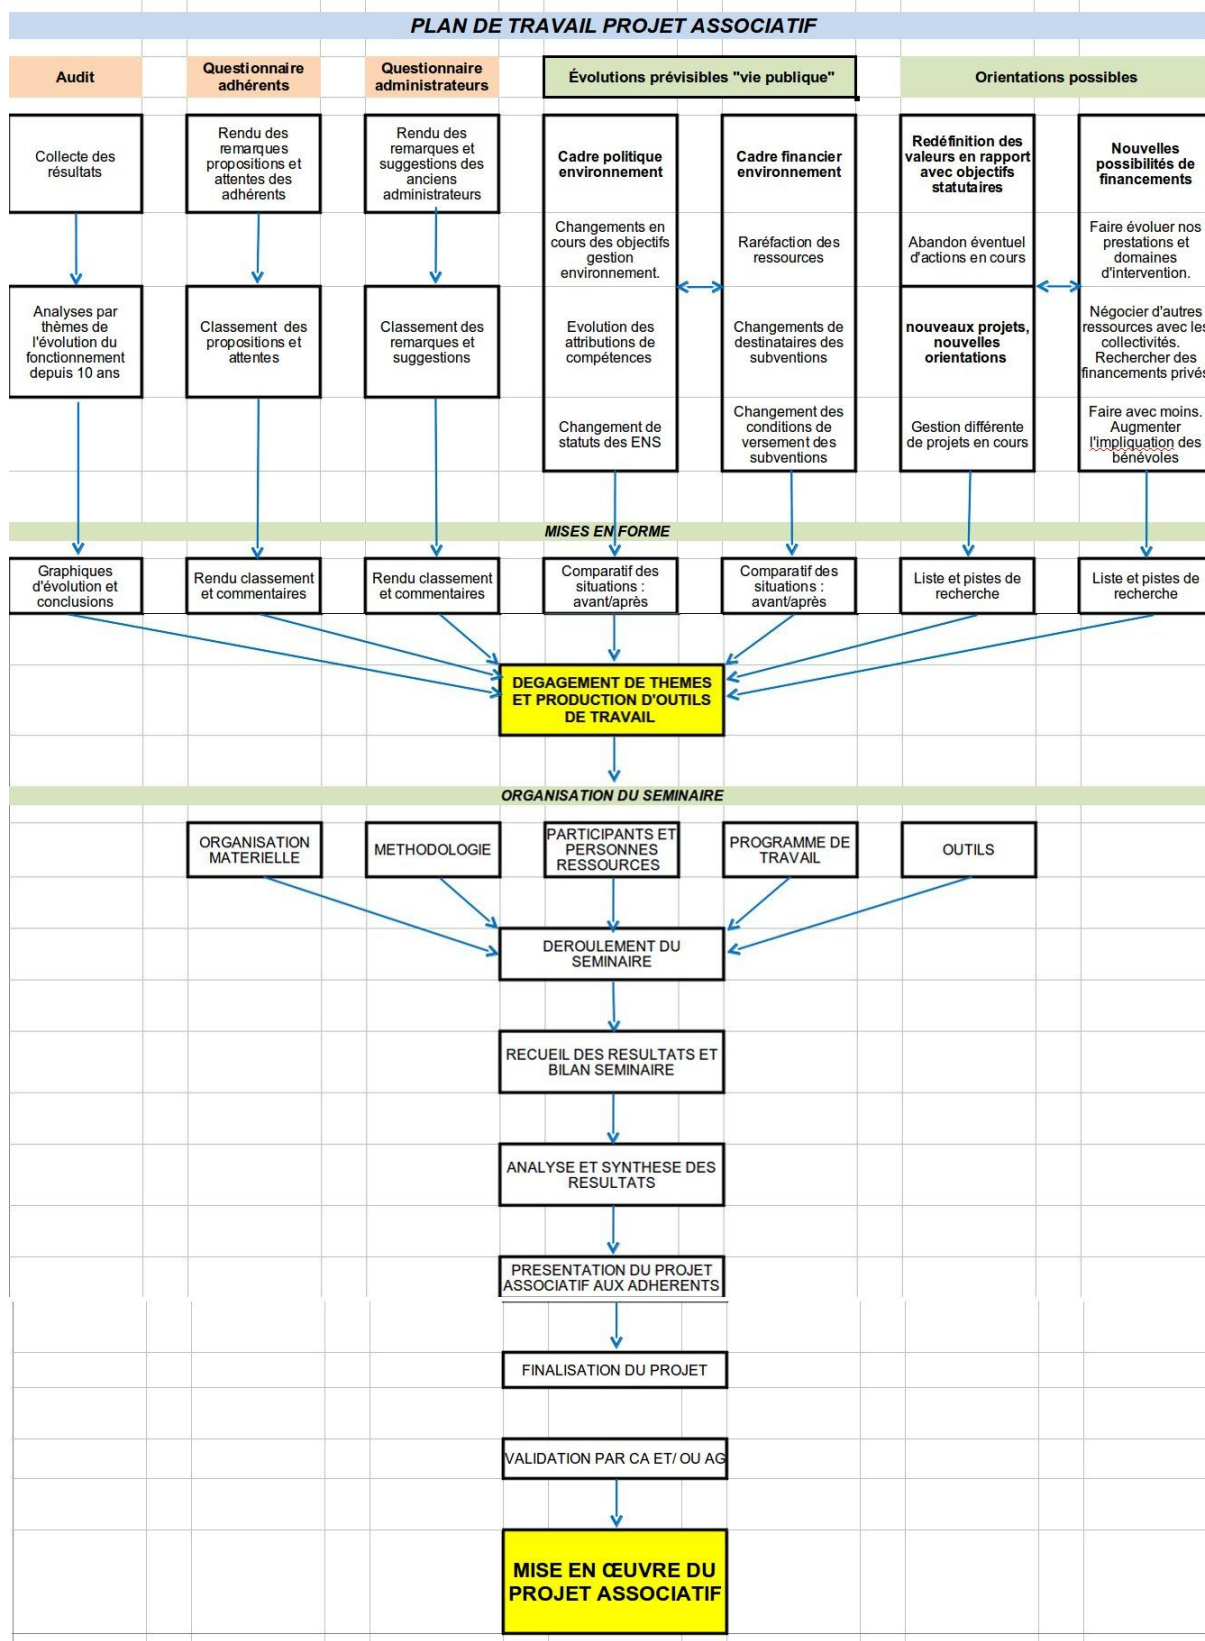 PLAN DE TRAVAIL PROJET ASSOCIATIF
Audit
Questionnaire
adhérents
Questionnaire
administrateurs
Évolutions prévisibles "vie publique"
Orientations possibles
Collecte des
résultats
Rendu des
remarques
propositions et
attentes des
adhérents
Rendu des
remarques et
suggestions des
anciens
administrateurs
Cadre politique
environnement
Cadre financier
environnement
Redéfinition des
valeurs en rapport
avec objectifs
statutaires
Nouvelles
possibilités de
financements
Changements en
cours des objectifs
gestion
environnement.
Raréfaction des
ressources
Abandon éventuel
d'actions en cours
Faire évoluer nos
prestations et
domaines
d'intervention.
Analyses par
thèmes de
l'évolution du
fonctionnement
depuis 10 ans
Classement des
propositions et
attentes
Classement des
remarques et
suggestions
Evolution des
attributions de
compétences
Changements de
destinataires des
subventions
nouveaux projets,
nouvelles
orientations
Négocier d'autres
ressources avec les
collectivités.
Rechercher des
financements privés
Changement de
statuts des ENS
Changement des
conditions de
versement des
subventions
Gestion différente
de projets en cours
Faire avec moins.
Augmenter
l'impliquation des
bénévoles
MISES EN FORME
Graphiques
d'évolution et
conclusions
Rendu classement
et commentaires
Rendu classement
et commentaires
Comparatif des
situations :
avant/après
Comparatif des
situations :
avant/après
Liste et pistes de
recherche
Liste et pistes de
recherche
DEGAGEMENT DE THEMES
ET PRODUCTION D'OUTILS
DE TRAVAIL
ORGANISATION DU SEMINAIRE
ORGANISATION
MATERIELLE
METHODOLOGIE
PARTICIPANTS ET
PERSONNES
RESSOURCES
PROGRAMME DE
TRAVAIL
OUTILS
DEROULEMENT DU
SEMINAIRE
RECUEIL DES RESULTATS ET
BILAN SEMINAIRE
ANALYSE ET SYNTHESE DES
RESULTATS
PRESENTATION DU PROJET
ASSOCIATIF AUX ADHERENTS
FINALISATION DU PROJET
VALIDATION PAR CA ET/ OU AG
MISE EN ŒUVRE DU
PROJET ASSOCIATIF